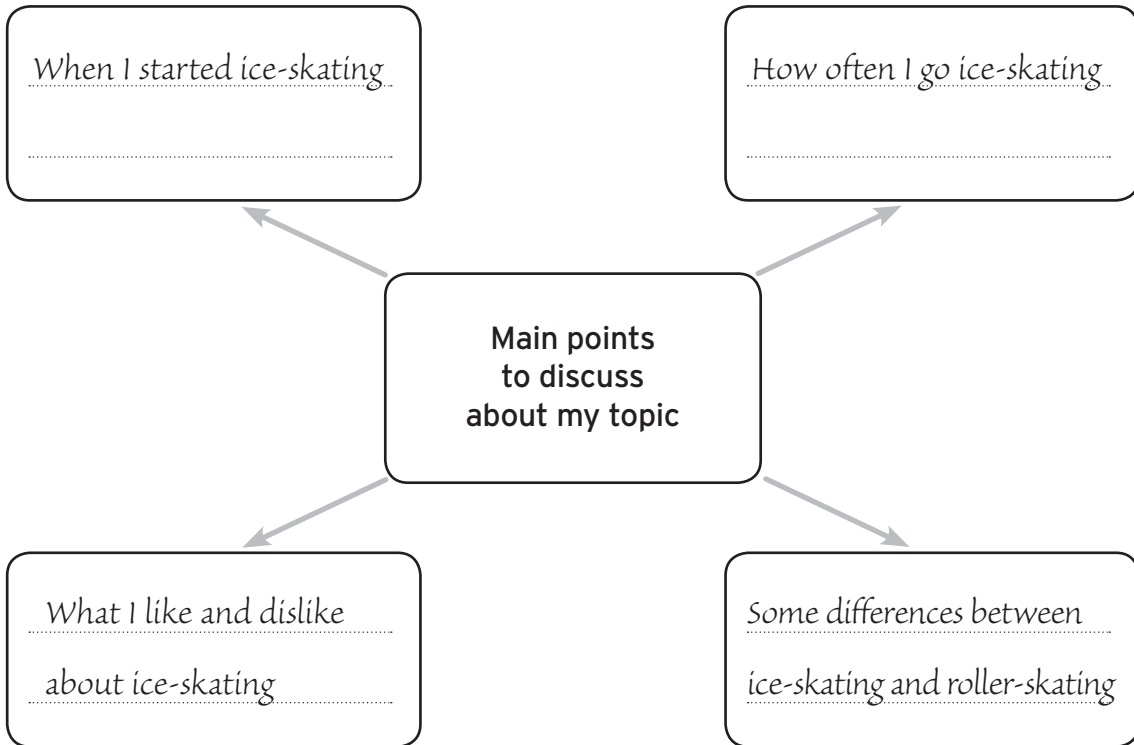 When I started ice-skating
How often I go ice-skating
Main points
to discuss
about my topic
What I like and dislike
about ice-skating
Some differences between
ice-skating and roller-skating